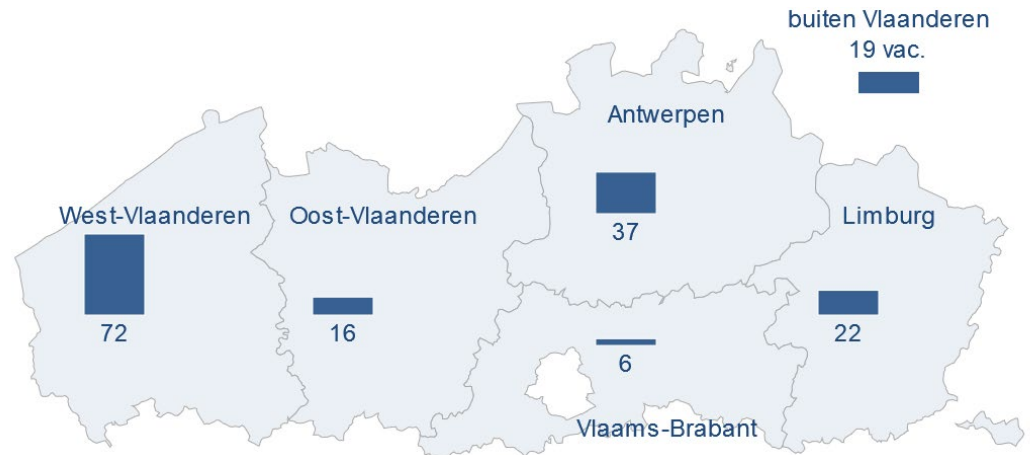 buiten Vlaanderen
19 vac.
Antwerpen
37
West-Vlaanderen
72
Oost-Vlaanderen
16
Limburg
22
6
Vlaams-Brabant